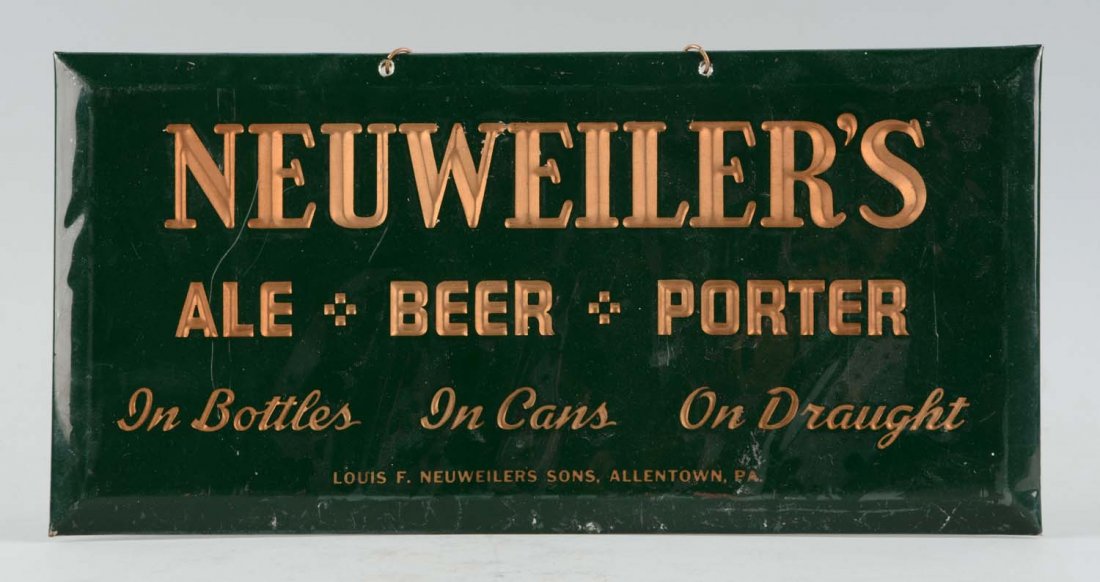 NEUWEILER'S
ALE BEER PORTER
In Bottles In Cans On Draught
LOUIS F. NEUWEILERS SONS, ALLENTOWN, PA.